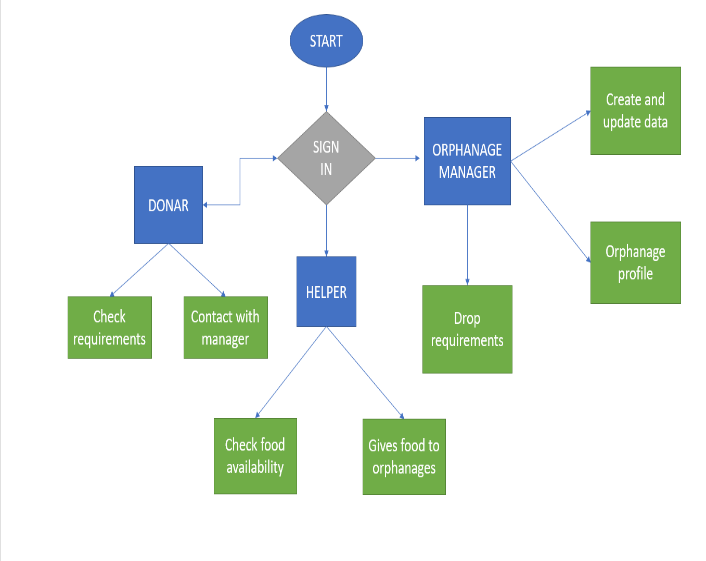 START
SIGN
IN
ORPHANAGE
MANAGER
Create and
update data
DONAR
Orphanage
profile
HELPER
Check
requirements
Contact with
manager
Drop
requirements
Check food
availability
Gives food to
orphanages